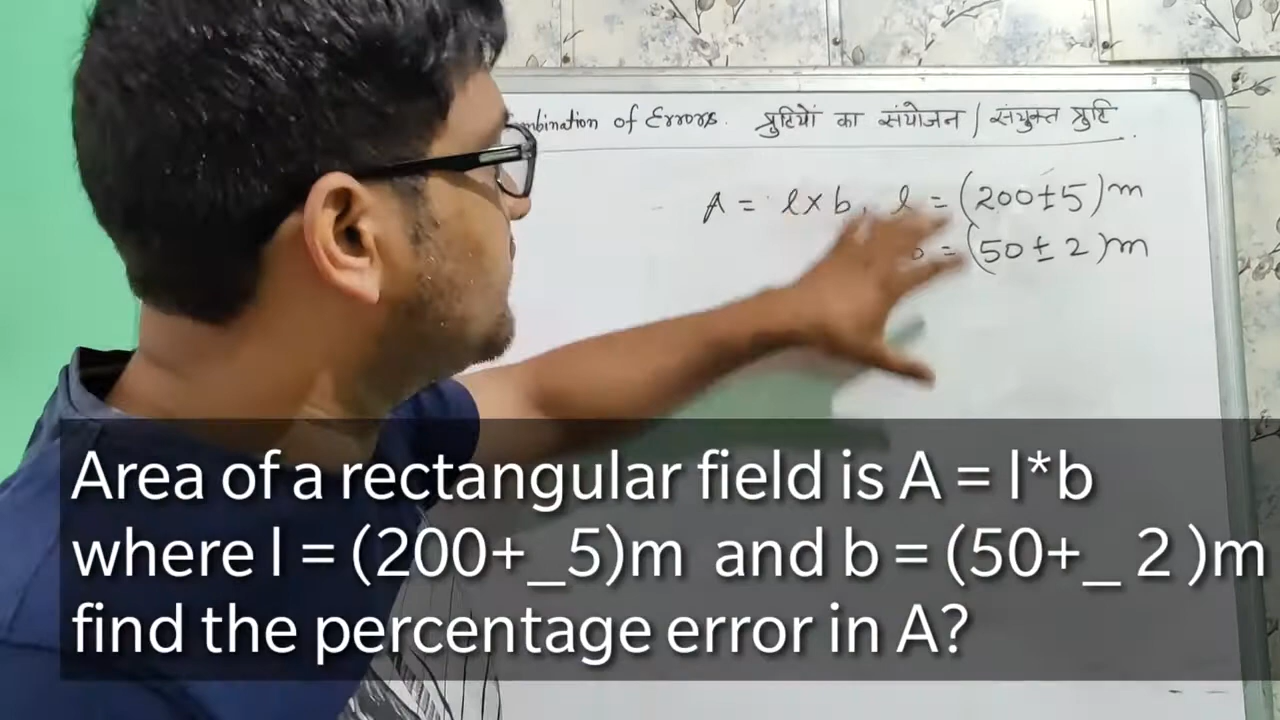 of Errors. त्रुटियों का संयोजन / संयुक्त त्रुटि
A = l×b, l = (200±5)m
= (50±2)m
Area of a rectangular field is A = l*b
where l = (200+_5)m and b = (50+_ 2 )m
find the percentage error in A?